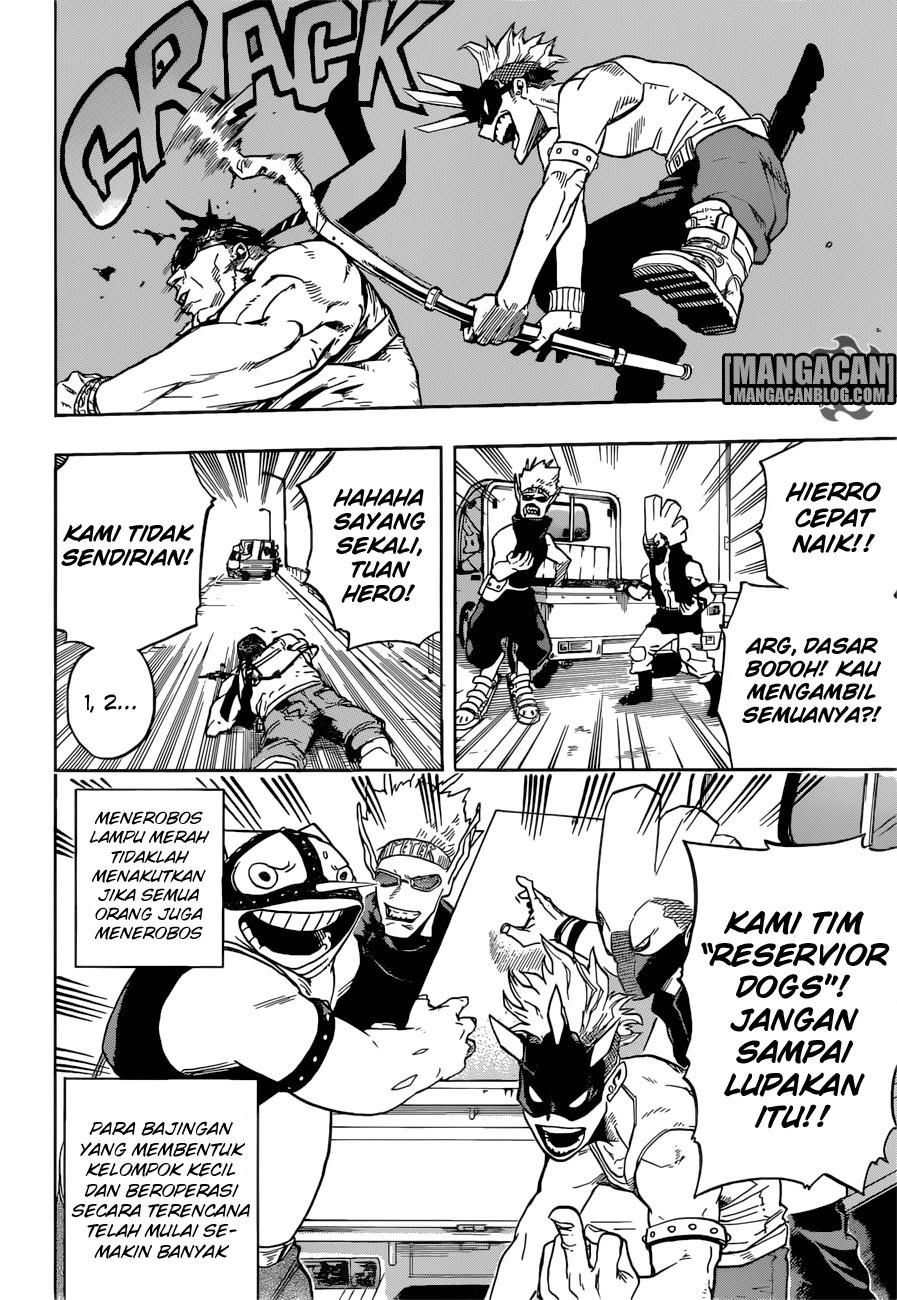 CRACK
MANGACAN
MANGACANBLOG.COM
HAHAHA
SAYANG
SEKALI,
TUAN
HERO!
KAMI TIDAK
SENDIRIAN!
1, 2...
HIERRO
CEPAT
NAIK!!
ARG, DASAR
BODOH! KAU
MENGAMBIL
SEMUANYA?!
MENEROBOS
LAMPU MERAH
TIDAKLAH
MENAKUTKAN
JIKA SEMUA
ORANG JUGA
MENEROBOS
PETER
KAMI TIM
“RESERVIOR
DOGS”!
JANGAN
SAMPAI
LUPAKAN
ITU!!
PARA BAJINGAN
YANG MEMBENTUK
KELOMPOK KECIL
DAN BEROPERASI
SECARA TERENCANA
TELAH MULAI SE-
MAKIN BANYAK